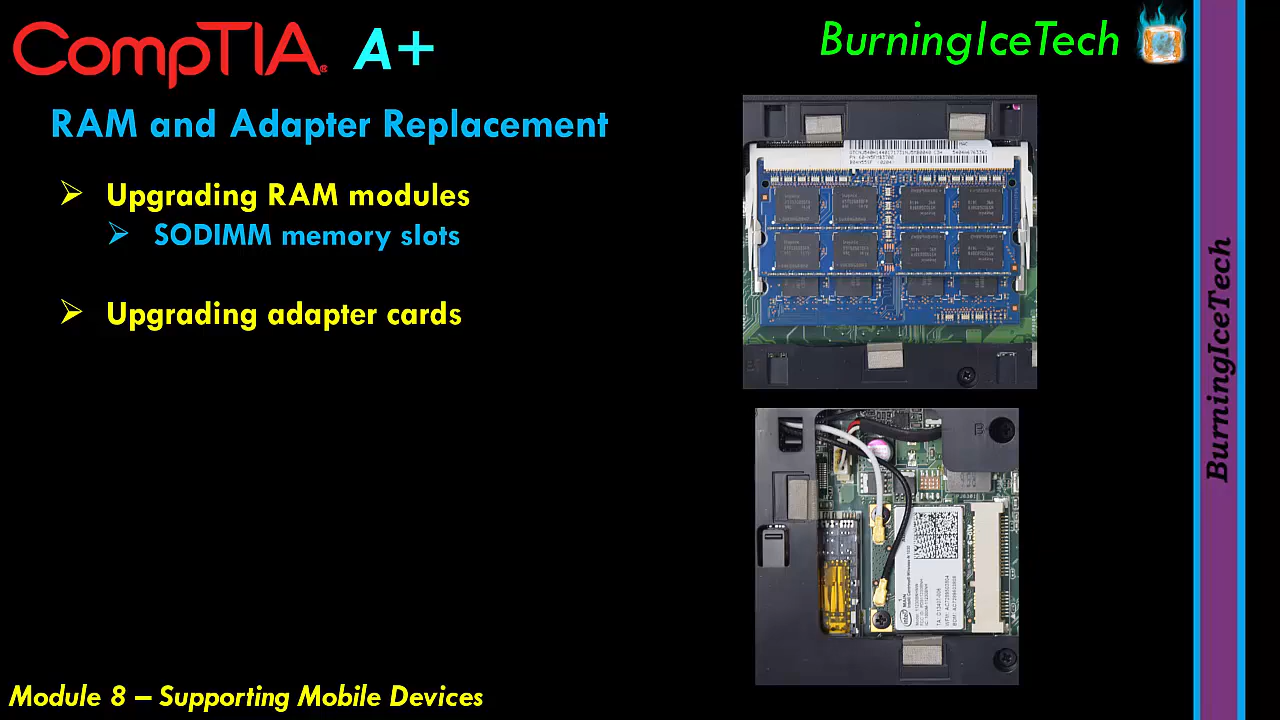 CompTIA® A+
BurningIceTech
RAM and Adapter Replacement
Upgrading RAM modules
SODIMM memory slots
Upgrading adapter cards
BurningIceTech
Module 8 – Supporting Mobile Devices